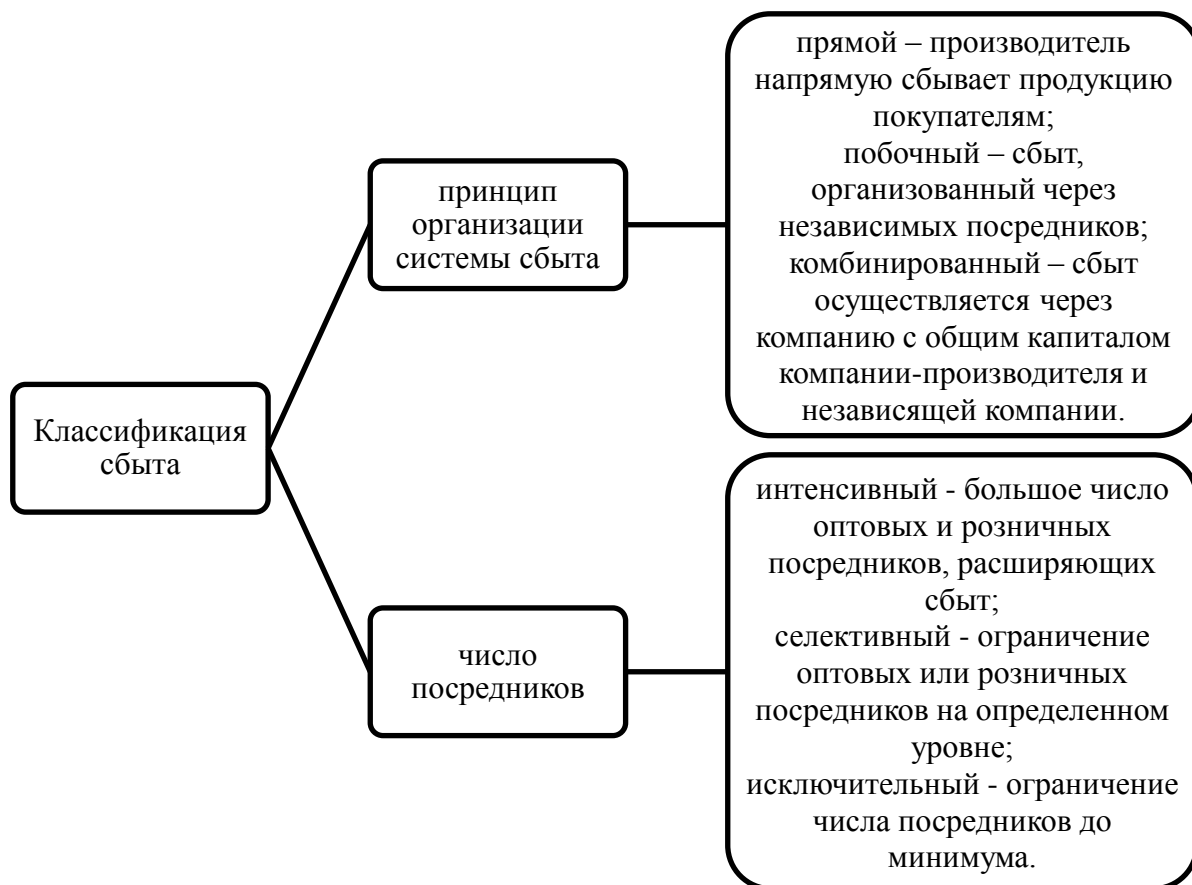 Классификация
сбыта
принцип
организации
системы сбыта
прямой – производитель
напрямую сбывает продукцию
покупателям;
побочный – сбыт,
организованный через
независимых посредников;
комбинированный – сбыт
осуществляется через
компанию с общим капиталом
компании-производителя и
независящей компании.
число
посредников
интенсивный - большое число
оптовых и розничных
посредников, расширяющих
сбыт;
селективный - ограничение
оптовых или розничных
посредников на определенном
уровне;
исключительный - ограничение
числа посредников до
минимума.